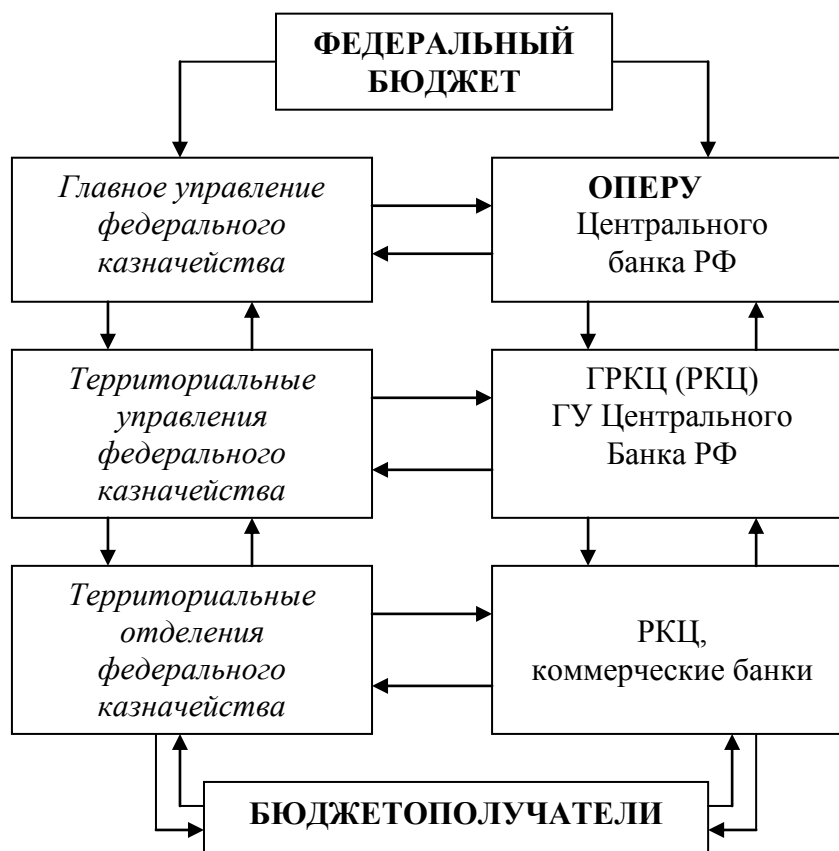 ФЕДЕРАЛЬНЫЙ
БЮДЖЕТ
Главное управление
федерального
казначейства
ОПЕРУ
Центрального
банка РФ
Территориальные
управления
федерального
казначейства
ГРКЦ (РКЦ)
ГУ Центрального
Банка РФ
Территориальные
отделения
федерального
казначейства
РКЦ,
коммерческие банки
БЮДЖЕТОПОЛУЧАТЕЛИ